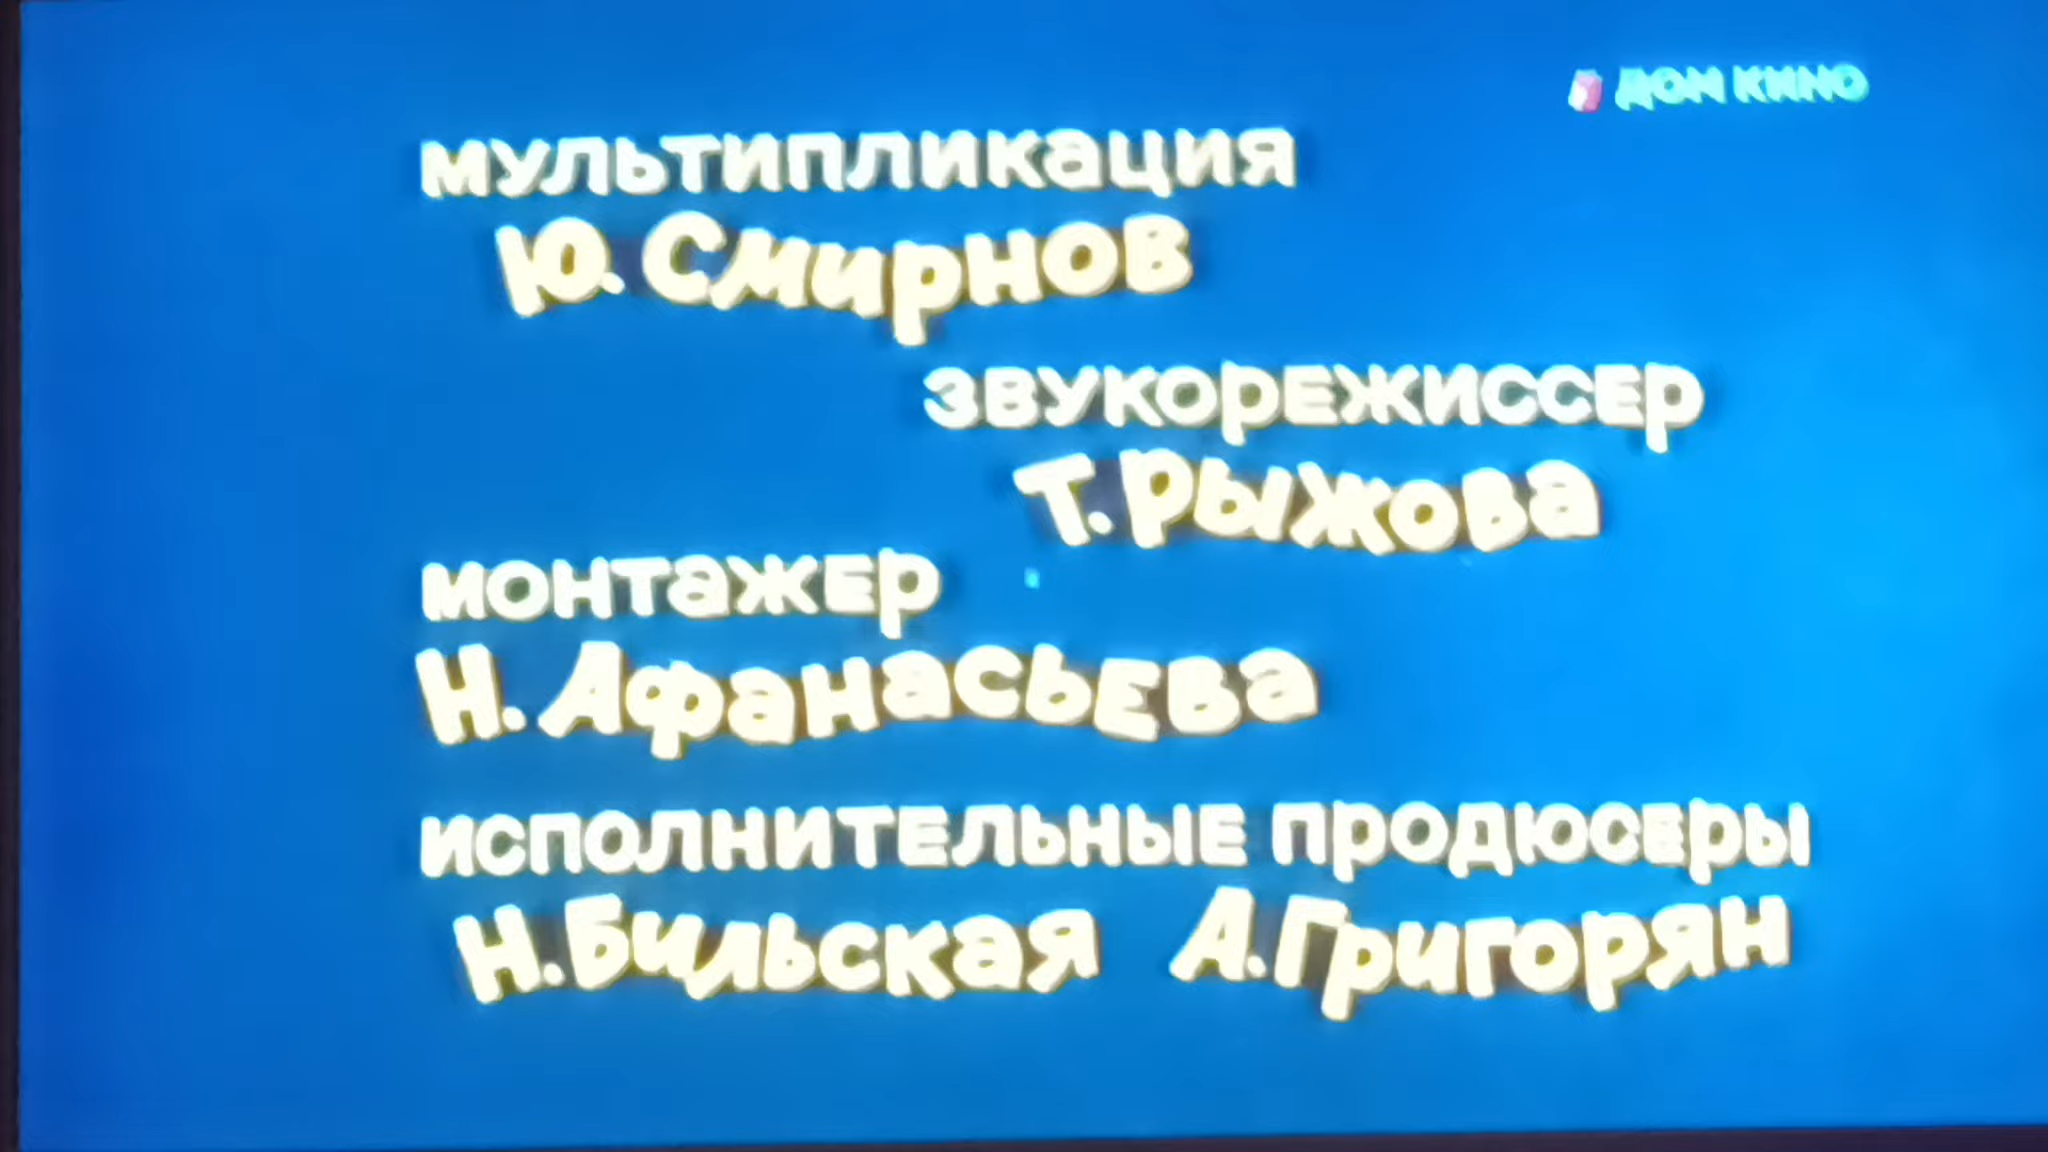 ДОМ КИНО
мультипликация
Ю. Смирнов
звукорежиссер
Т. Рыжова
монтажер
Н. Афанасьева
исполнительные продюсеры
Н. Бильская А. Григорян